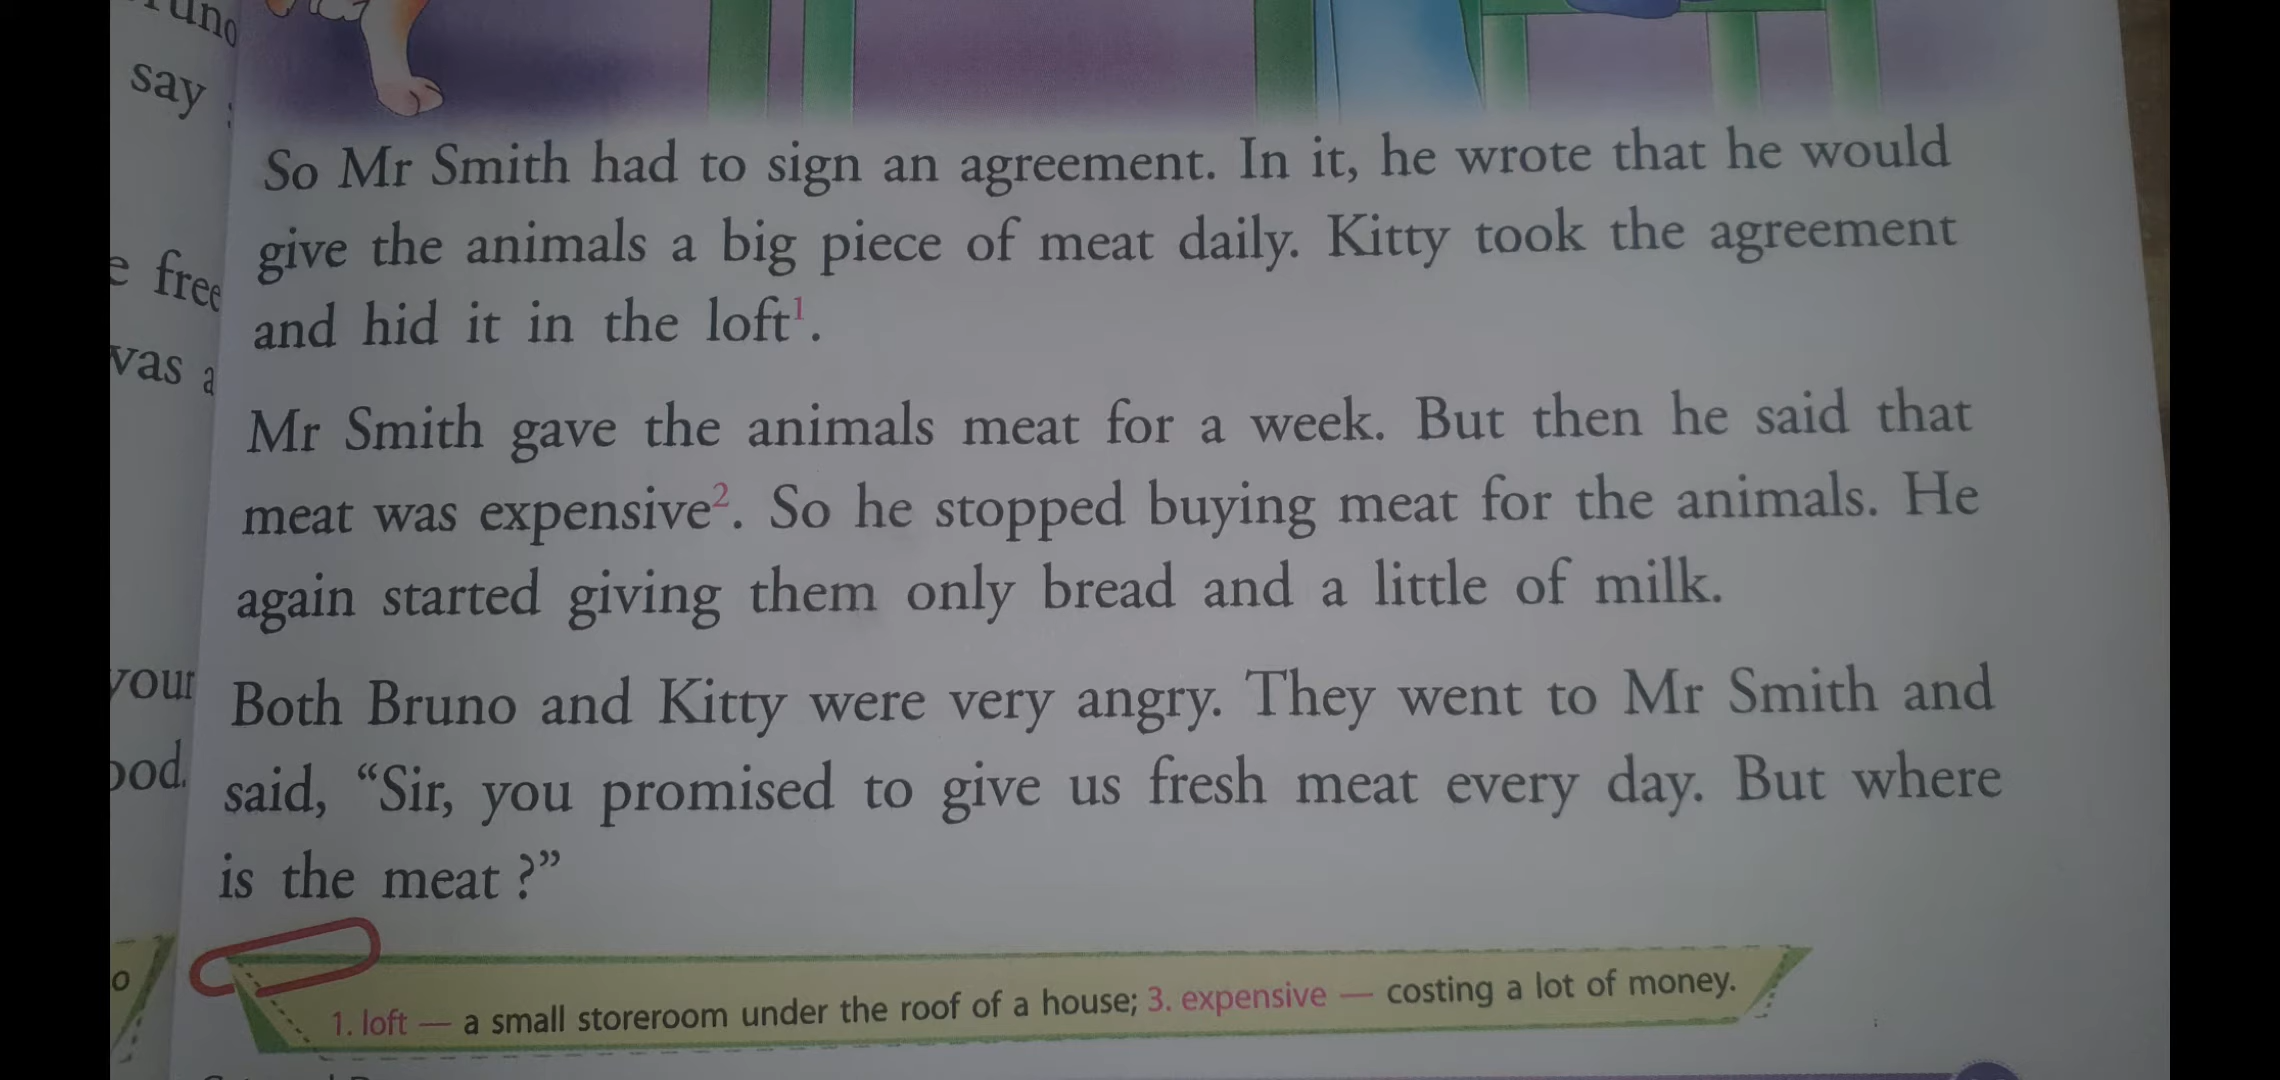 say
free
your
So Mr Smith had to sign an agreement. In it, he wrote that he would
give the animals a big piece of meat daily. Kitty took the agreement
and hid it in the loft¹.
Mr Smith gave the animals meat for a week. But then he said that
meat was expensive². So he stopped buying meat for the animals. He
again started giving them only bread and a little of milk.
Both Bruno and Kitty were very angry. They went to Mr Smith and
said, “Sir, you promised to give us fresh meat every day. But where
is the meat ?”
1. loft — a small storeroom under the roof of a house; 3. expensive — costing a lot of money.